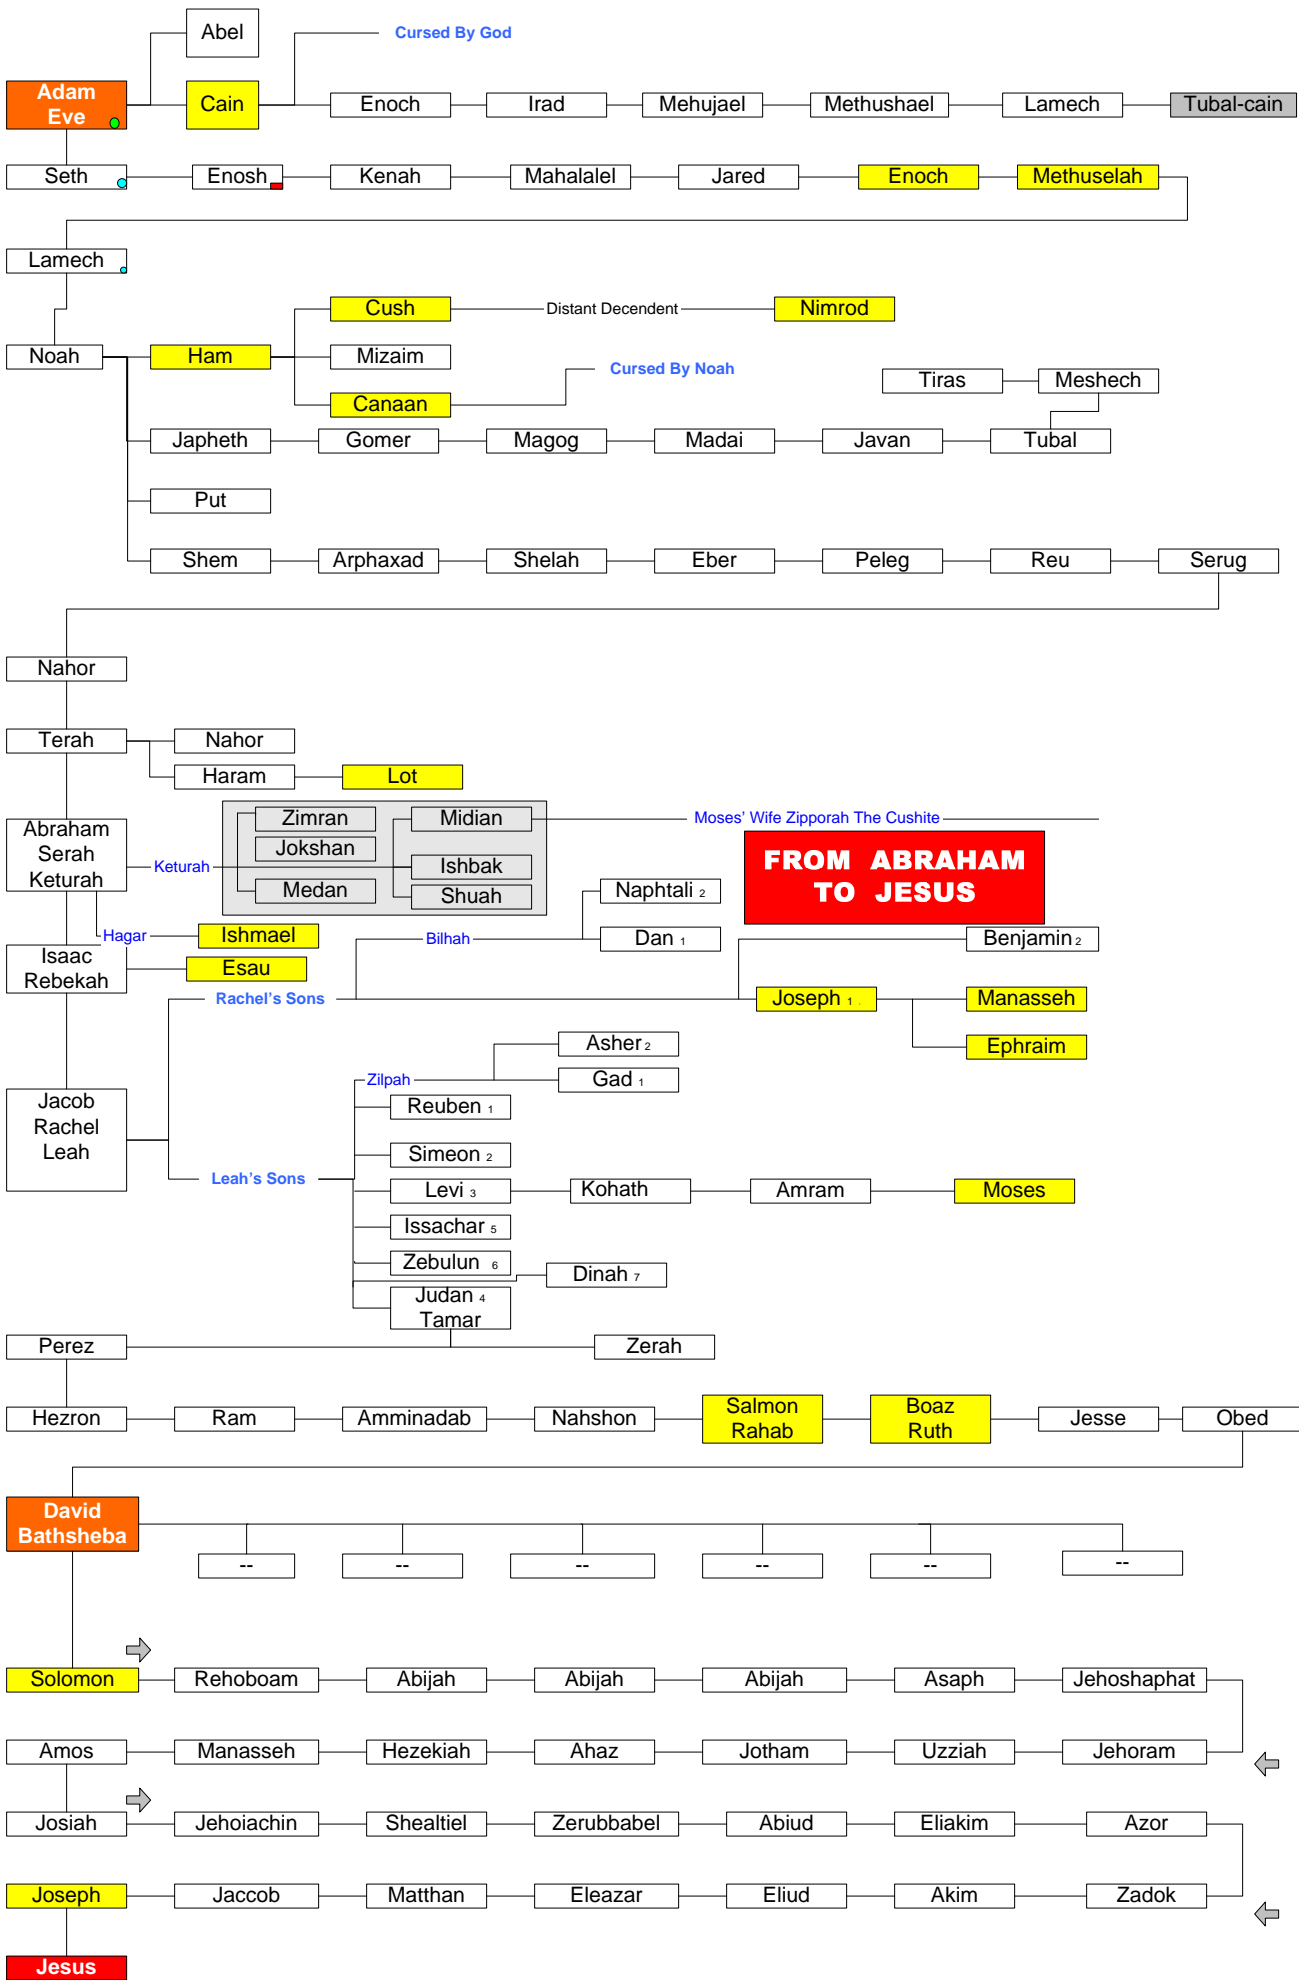 Abel
Cursed By God
Adam
Eve
Cain
Enoch
Irad
Mehujael
Methushael
Lamech
Tubal-cain
Seth
Enosh
Kenah
Mahalalel
Jared
Enoch
Methuselah
Lamech
Cush
Distant Decendent
Nimrod
Noah
Ham
Mizaim
Cursed By Noah
Canaan
Tiras
Meshech
Japheth
Gomer
Magog
Madai
Javan
Tubal
Put
Shem
Arphaxad
Shelah
Eber
Peleg
Reu
Serug
Nahor
Terah
Nahor
Haram
Lot
Abraham
Serah
Keturah
Keturah
Zimran
Jokshan
Medan
Midian
Ishbak
Shuah
Moses' Wife Zipporah The Cushite
FROM ABRAHAM
TO JESUS
Naphtali 2
Hagar
Ishmael
Bilhah
Dan 1
Benjamin 2
Isaac
Rebekah
Esau
Rachel's Sons
Joseph 1
Manasseh
Ephraim
Asher 2
Zilpah
Gad 1
Jacob
Rachel
Leah
Reuben 1
Simeon 2
Leah's Sons
Levi 3
Kohath
Amram
Moses
Issachar 5
Zebulun 6
Dinah 7
Judan 4
Tamar
Perez
Zerah
Hezron
Ram
Amminadab
Nahshon
Salmon
Rahab
Boaz
Ruth
Jesse
Obed
David
Bathsheba
--
--
--
--
--
--
Solomon
Rehoboam
Abijah
Abijah
Abijah
Asaph
Jehoshaphat
Amos
Manasseh
Hezekiah
Ahaz
Jotham
Uzziah
Jehoram
Josiah
Jehoiachin
Shealtiel
Zerubbabel
Abiud
Eliakim
Azor
Joseph
Jaccob
Matthan
Eleazar
Eliud
Akim
Zadok
Jesus